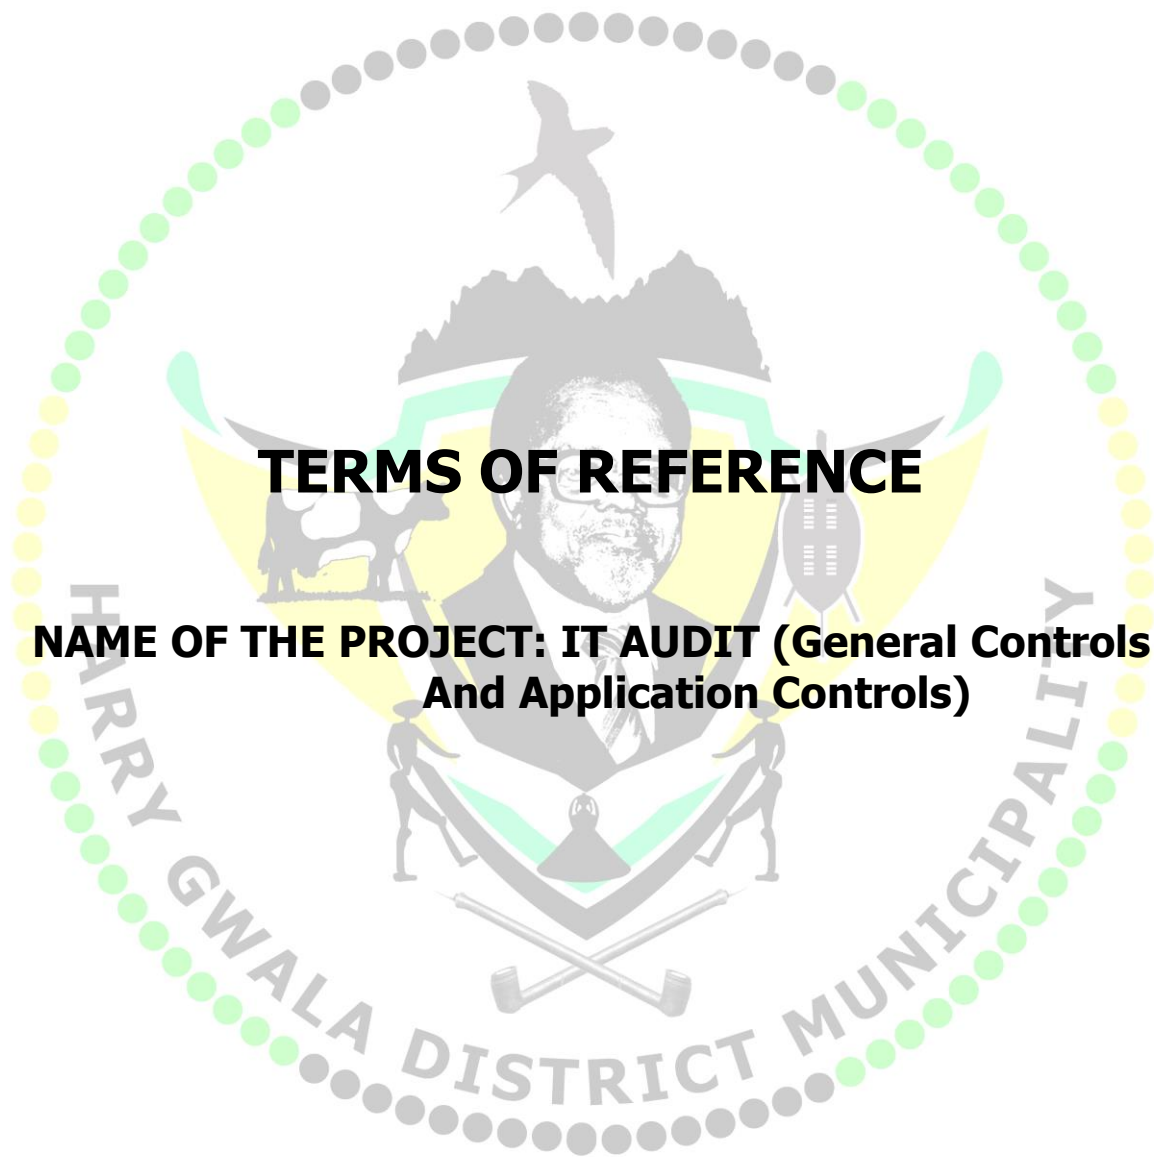 TERMS OF REFERENCE
NAME OF THE PROJECT: IT AUDIT (General Controls
And Application Controls)
HARRY GWALA DISTRICT MUNICIPALITY